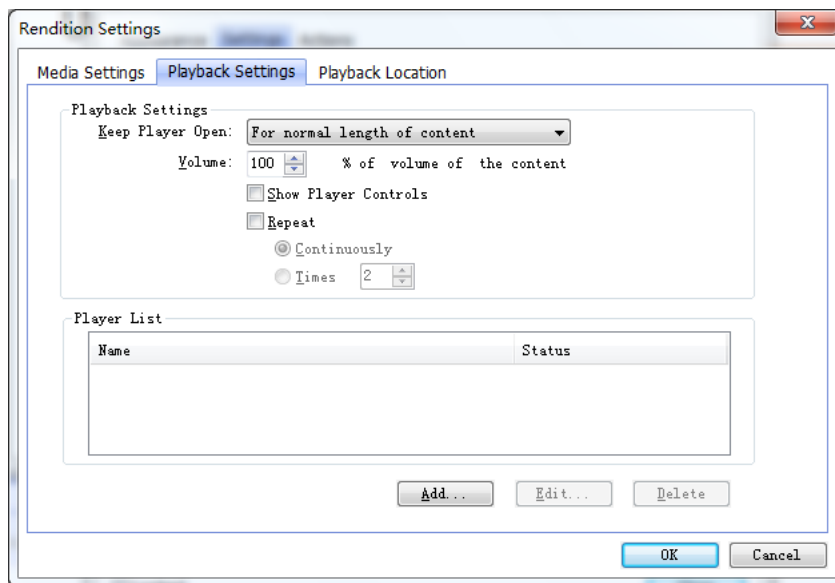 Rendition Settings
Settings Actions
Media Settings Playback Settings Playback Location
Playback Settings
Keep Player Open: For normal length of content
Volume: 100 % of volume of the content
Show Player Controls
Repeat
Continuously
Times 2
Player List
Name Status
Add... Edit... Delete
OK Cancel